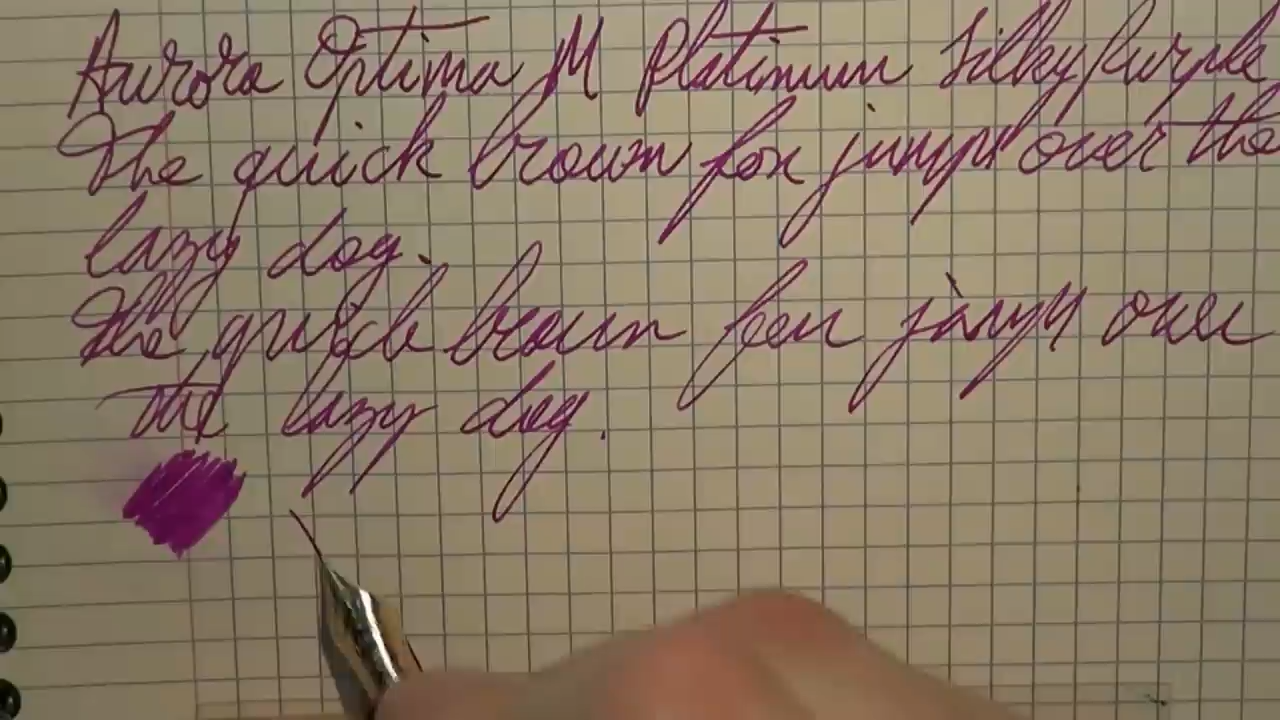 Aurora Optima M Platinum Silky Purple
The quick brown fox jumps over the
lazy dog.
The quick brown fox jumps over
the lazy dog.